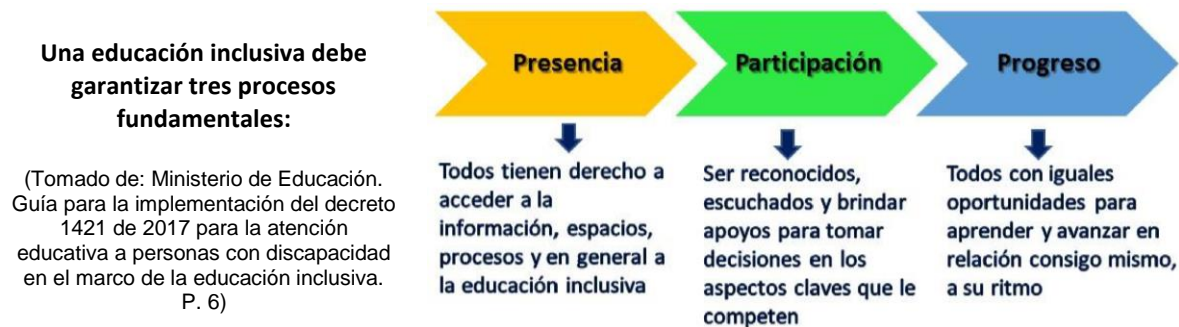 Una educación inclusiva debe
garantizar tres procesos
fundamentales:
(Tomado de: Ministerio de Educación.
Guía para la implementación del decreto
1421 de 2017 para la atención
educativa a personas con discapacidad
en el marco de la educación inclusiva.
P. 6)
Presencia
Todos tienen derecho a
acceder a la
información, espacios,
procesos y en general a
la educación inclusiva
Participación
Ser reconocidos,
escuchados y brindar
apoyos para tomar
decisiones en los
aspectos claves que le
competen
Progreso
Todos con iguales
oportunidades para
aprender y avanzar en
relación consigo mismo,
a su ritmo